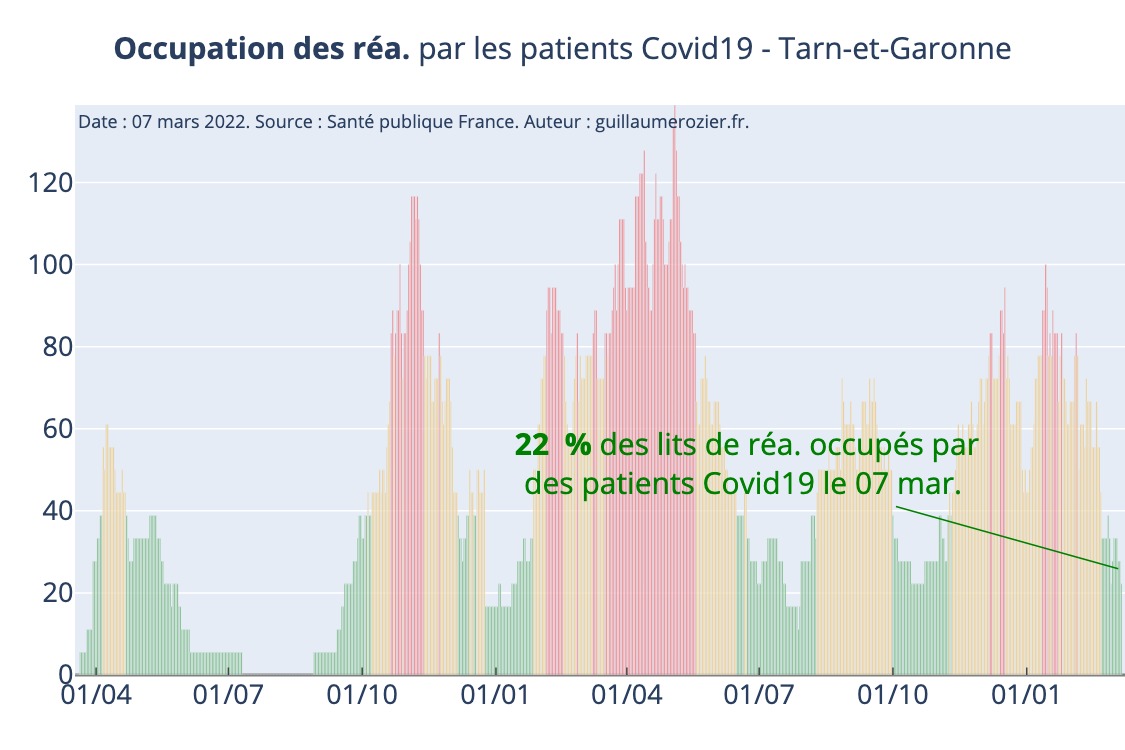 Occupation des réa. par les patients Covid19 - Tarn-et-Garonne
Date : 07 mars 2022. Source : Santé publique France. Auteur : guillaumerozier.fr.
120
100
80
60
22 % des lits de réa. occupés par
des patients Covid19 le 07 mar.
40
20
0
01/04 01/07 01/10 01/01 01/04 01/07 01/10 01/01